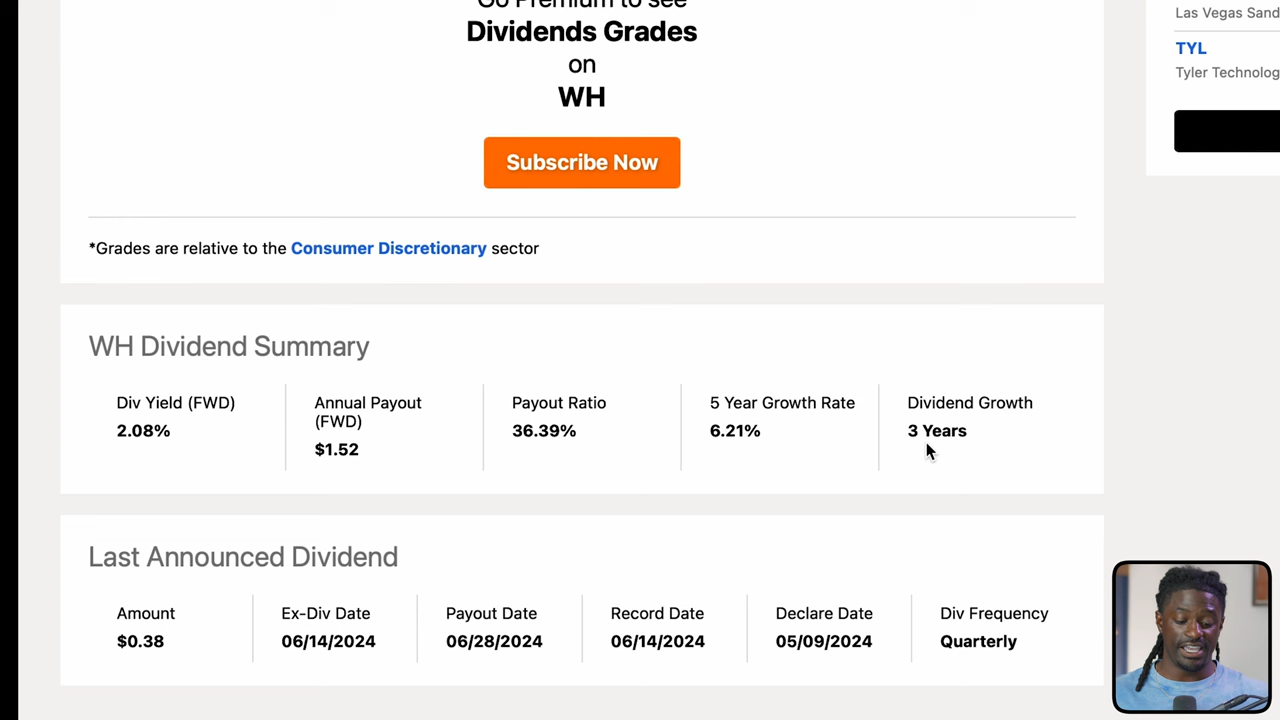 Go Premium to see
Dividends Grades
on
WH
Subscribe Now
*Grades are relative to the Consumer Discretionary sector
Las Vegas Sand
TYL
Tyler Technolog
WH Dividend Summary
Div Yield (FWD)
2.08%
Annual Payout
(FWD)
$1.52
Payout Ratio
36.39%
5 Year Growth Rate
6.21%
Dividend Growth
3 Years
Last Announced Dividend
Amount
$0.38
Ex-Div Date
06/14/2024
Payout Date
06/28/2024
Record Date
06/14/2024
Declare Date
05/09/2024
Div Frequency
Quarterly